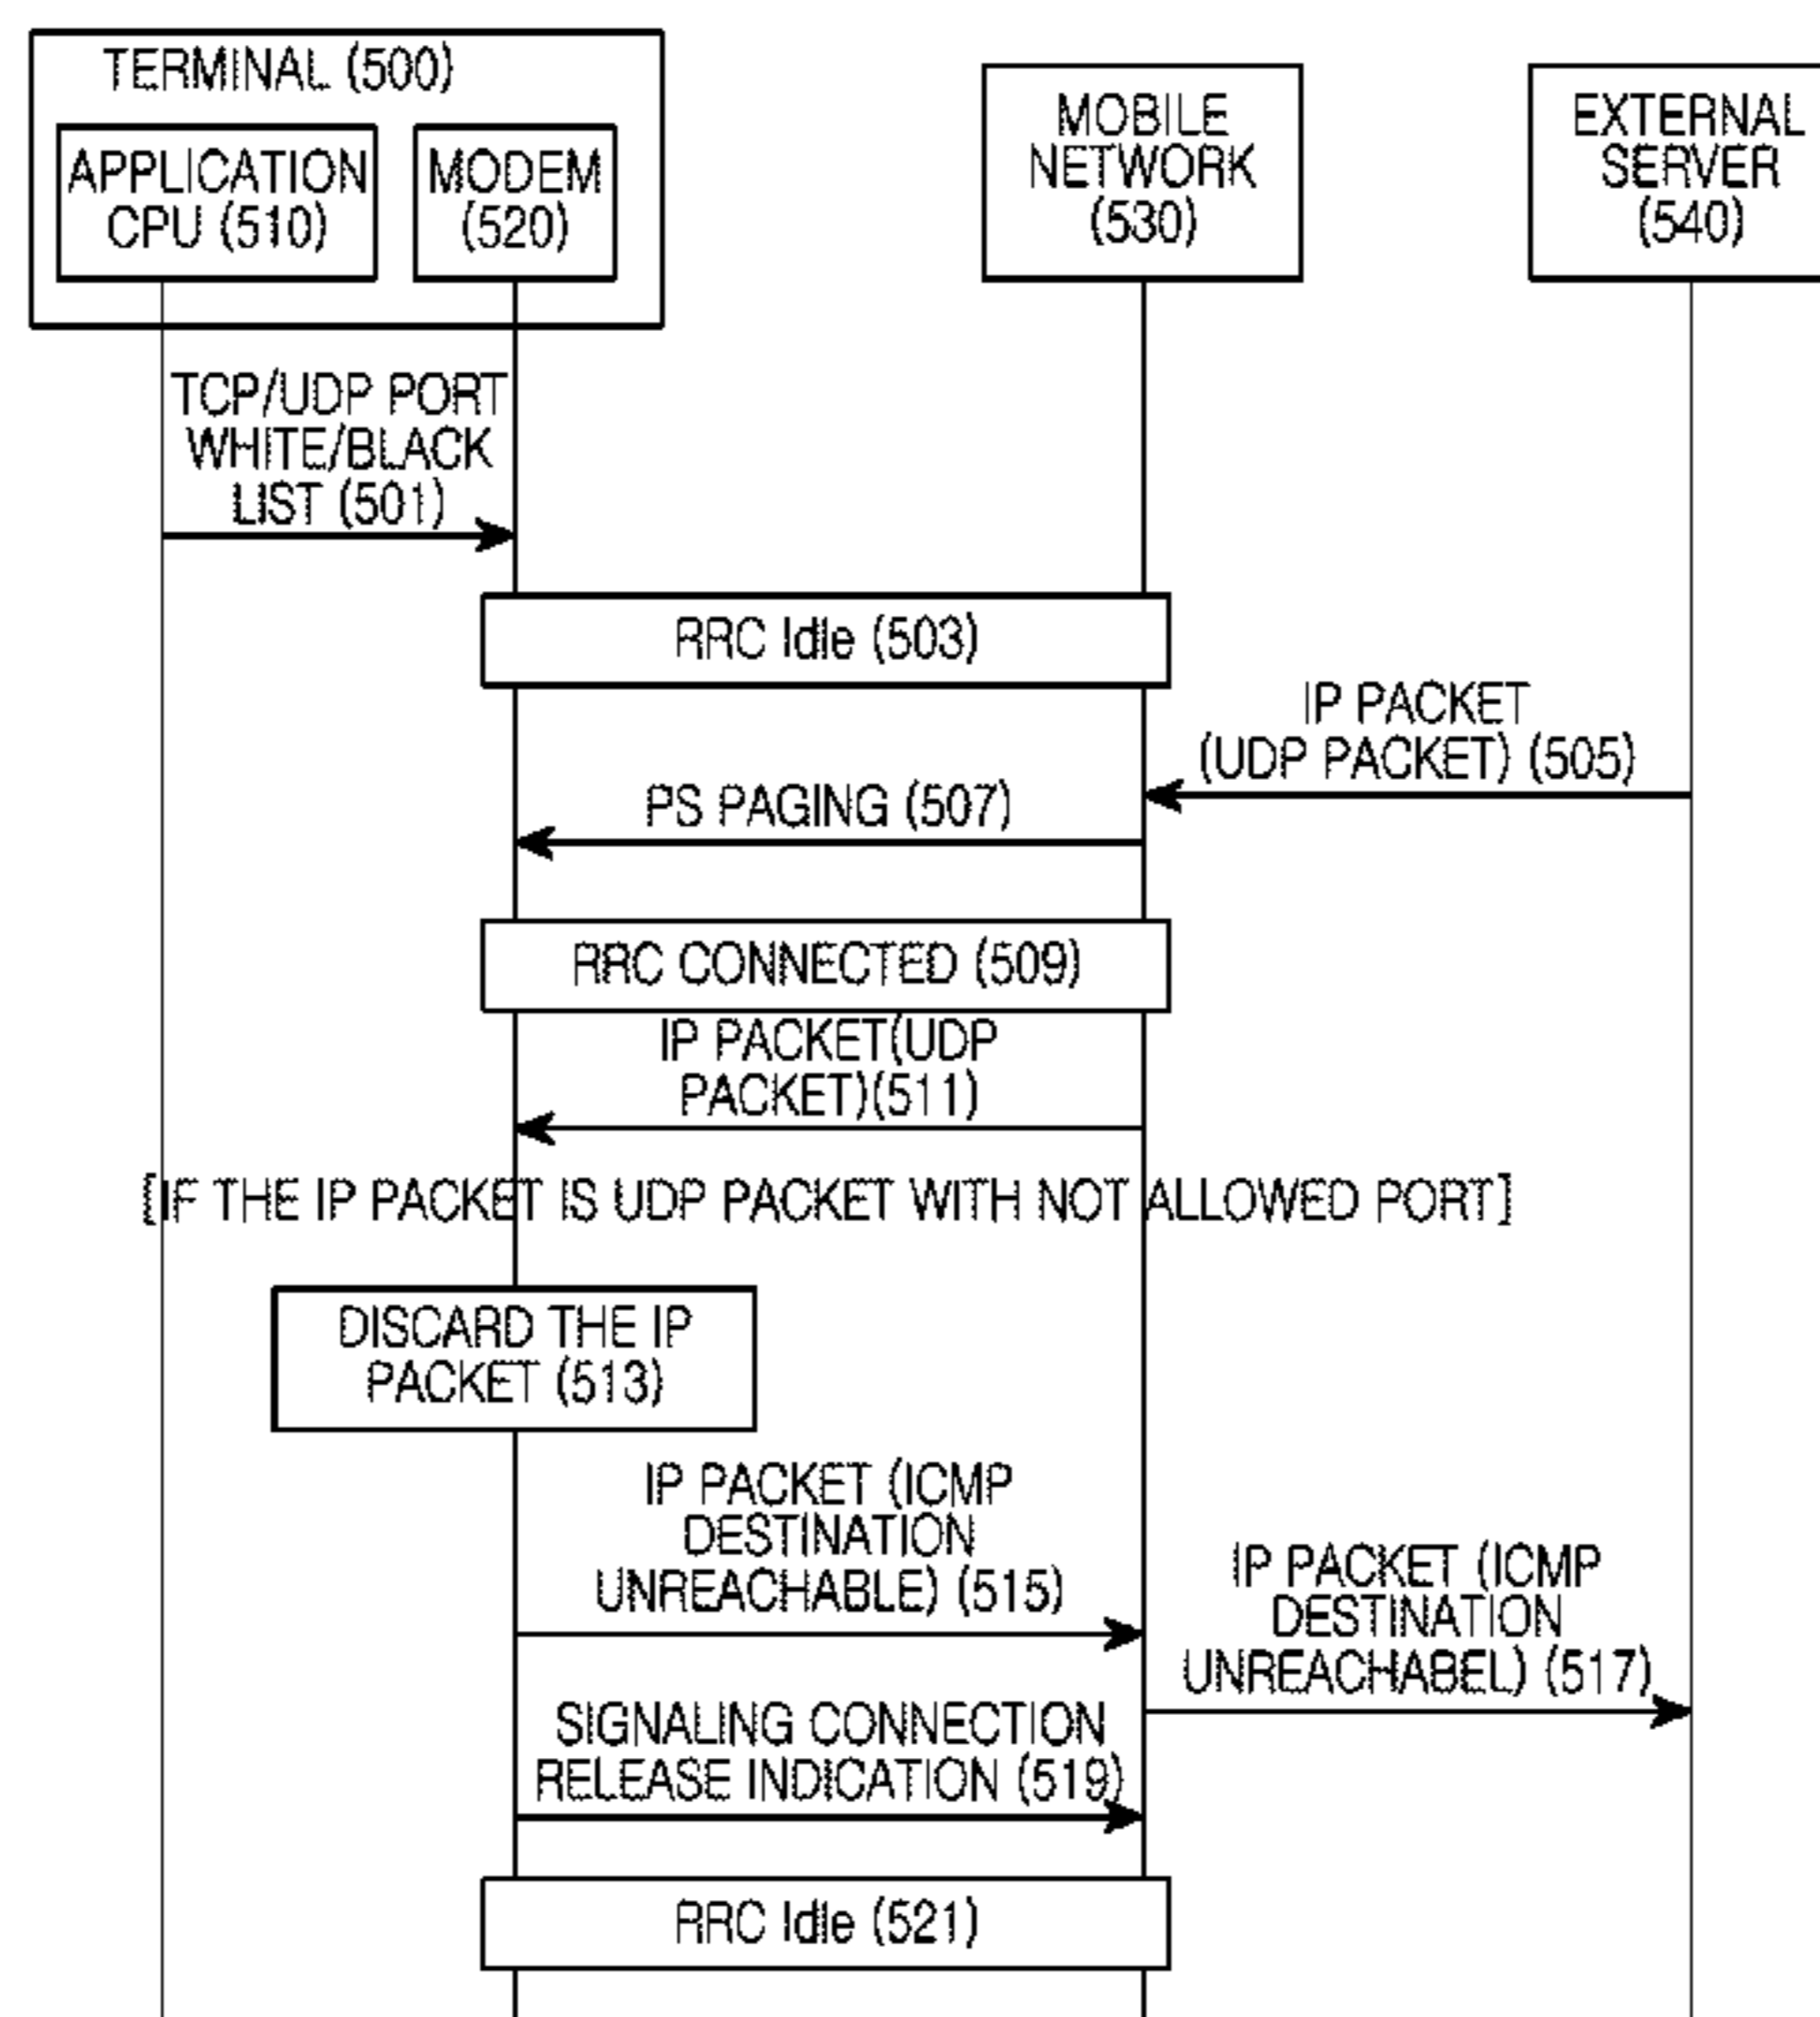 TERMINAL (500)
APPLICATION
CPU (510)
MODEM
(520)
MOBILE
NETWORK
(530)
EXTERNAL
SERVER
(540)
TCP/UDP PORT
WHITE/BLACK
LIST (501)
RRC Idle (503)
IP PACKET
(UDP PACKET) (505)
PS PAGING (507)
RRC CONNECTED (509)
IP PACKET(UDP
PACKET)(511)
[IF THE IP PACKET IS UDP PACKET WITH NOT ALLOWED PORT]
DISCARD THE IP
PACKET (513)
IP PACKET (ICMP
DESTINATION
UNREACHABLE) (515)
IP PACKET (ICMP
DESTINATION
UNREACHABEL) (517)
SIGNALING CONNECTION
RELEASE INDICATION (519)
RRC Idle (521)